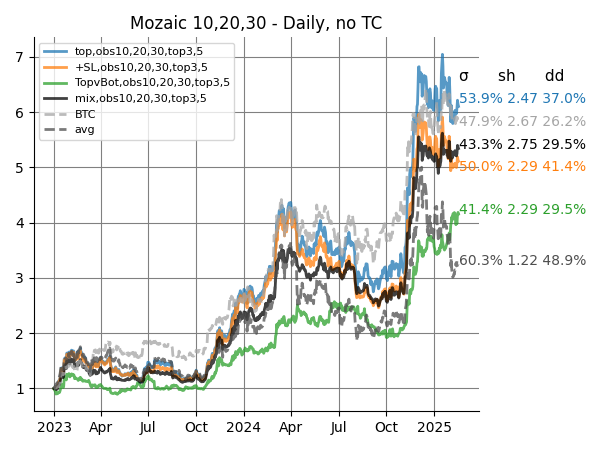 Mozaic 10,20,30 - Daily, no TC
top,obs10,20,30,top3,5
+SL,obs10,20,30,top3,5
TopvBot,obs10,20,30,top3,5
mix,obs10,20,30,top3,5
BTC
avg
σ sh dd
53.9% 2.47 37.0%
47.9% 2.67 26.2%
43.3% 2.75 29.5%
50.0% 2.29 41.4%
41.4% 2.29 29.5%
60.3% 1.22 48.9%
7
6
5
4
3
2
1
2023 Apr Jul Oct 2024 Apr Jul Oct 2025